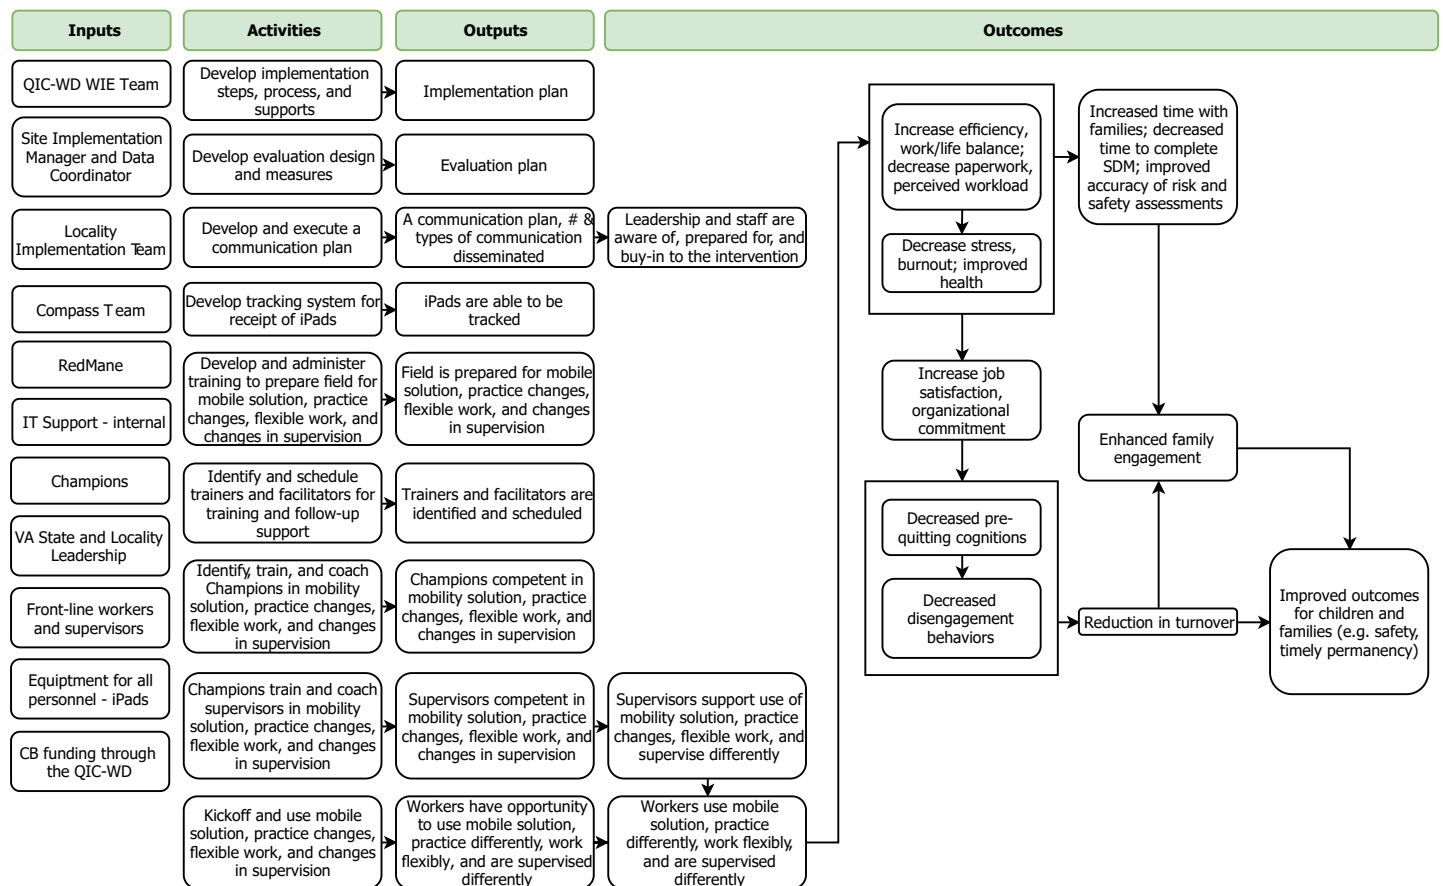 Inputs
Activities
Outputs
Outcomes
QIC-WD WIE Team
Site Implementation
Manager and Data
Coordinator
Locality
Implementation Team
Compass Team
RedMane
IT Support - internal
Champions
VA State and Locality
Leadership
Front-line workers
and supervisors
Equiptment for all
personnel - iPads
CB funding through
the QIC-WD
Develop implementation
steps, process, and
supports
Implementation plan
Develop evaluation design
and measures
Evaluation plan
Develop and execute a
communication plan
A communication plan, # &
types of communication
disseminated
Leadership and staff are
aware of, prepared for, and
buy-in to the intervention
Develop tracking system for
receipt of iPads
iPads are able to be
tracked
Develop and administer
training to prepare field for
mobile solution, practice
changes, flexible work, and
changes in supervision
Field is prepared for mobile
solution, practice changes,
flexible work, and changes
in supervision
Identify and schedule
trainers and facilitators for
training and follow-up
support
Trainers and facilitators are
identified and scheduled
Identify, train, and coach
Champions in mobility
solution, practice changes,
flexible work, and changes
in supervision
Champions competent in
mobility solution, practice
changes, flexible work, and
changes in supervision
Champions train and coach
supervisors in mobility
solution, practice changes,
flexible work, and changes
in supervision
Supervisors competent in
mobility solution, practice
changes, flexible work, and
changes in supervision
Supervisors support use of
mobility solution, practice
changes, flexible work, and
supervise differently
Kickoff and use mobile
solution, practice changes,
flexible work, and changes
in supervision
Workers have opportunity
to use mobile solution,
practice differently, work
flexibly, and are supervised
differently
Workers use mobile
solution, practice
differently, work flexibly,
and are supervised
differently
Increase efficiency,
work/life balance;
decrease paperwork,
perceived workload
Decrease stress,
burnout; improved
health
Increase job
satisfaction,
organizational
commitment
Decreased pre-
quitting cognitions
Decreased
disengagement
behaviors
Increased time with
families; decreased
time to complete
SDM; improved
accuracy of risk and
safety assessments
Enhanced family
engagement
Reduction in turnover
Improved outcomes
for children and
families (e.g. safety,
timely permanency)